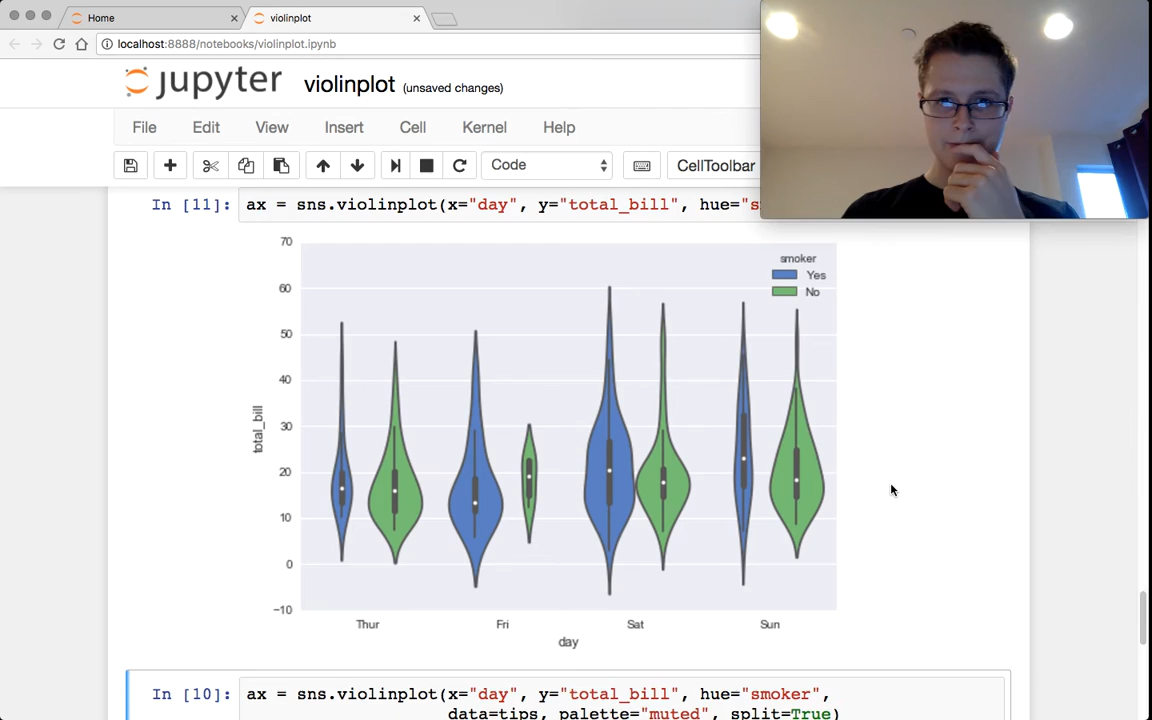 Home
violinplot
localhost:8888/notebooks/violinplot.ipynb
jupyter violinplot (unsaved changes)
File Edit View Insert Cell Kernel Help
Code CellToolbar
In [11]: ax = sns.violinplot(x="day", y="total_bill", hue="s
70
60
50
40
30
20
10
0
−10
total_bill
smoker
Yes
No
Thur Fri Sat Sun
day
In [10]: ax = sns.violinplot(x="day", y="total_bill", hue="smoker",
data=tips, palette="muted", split=True)